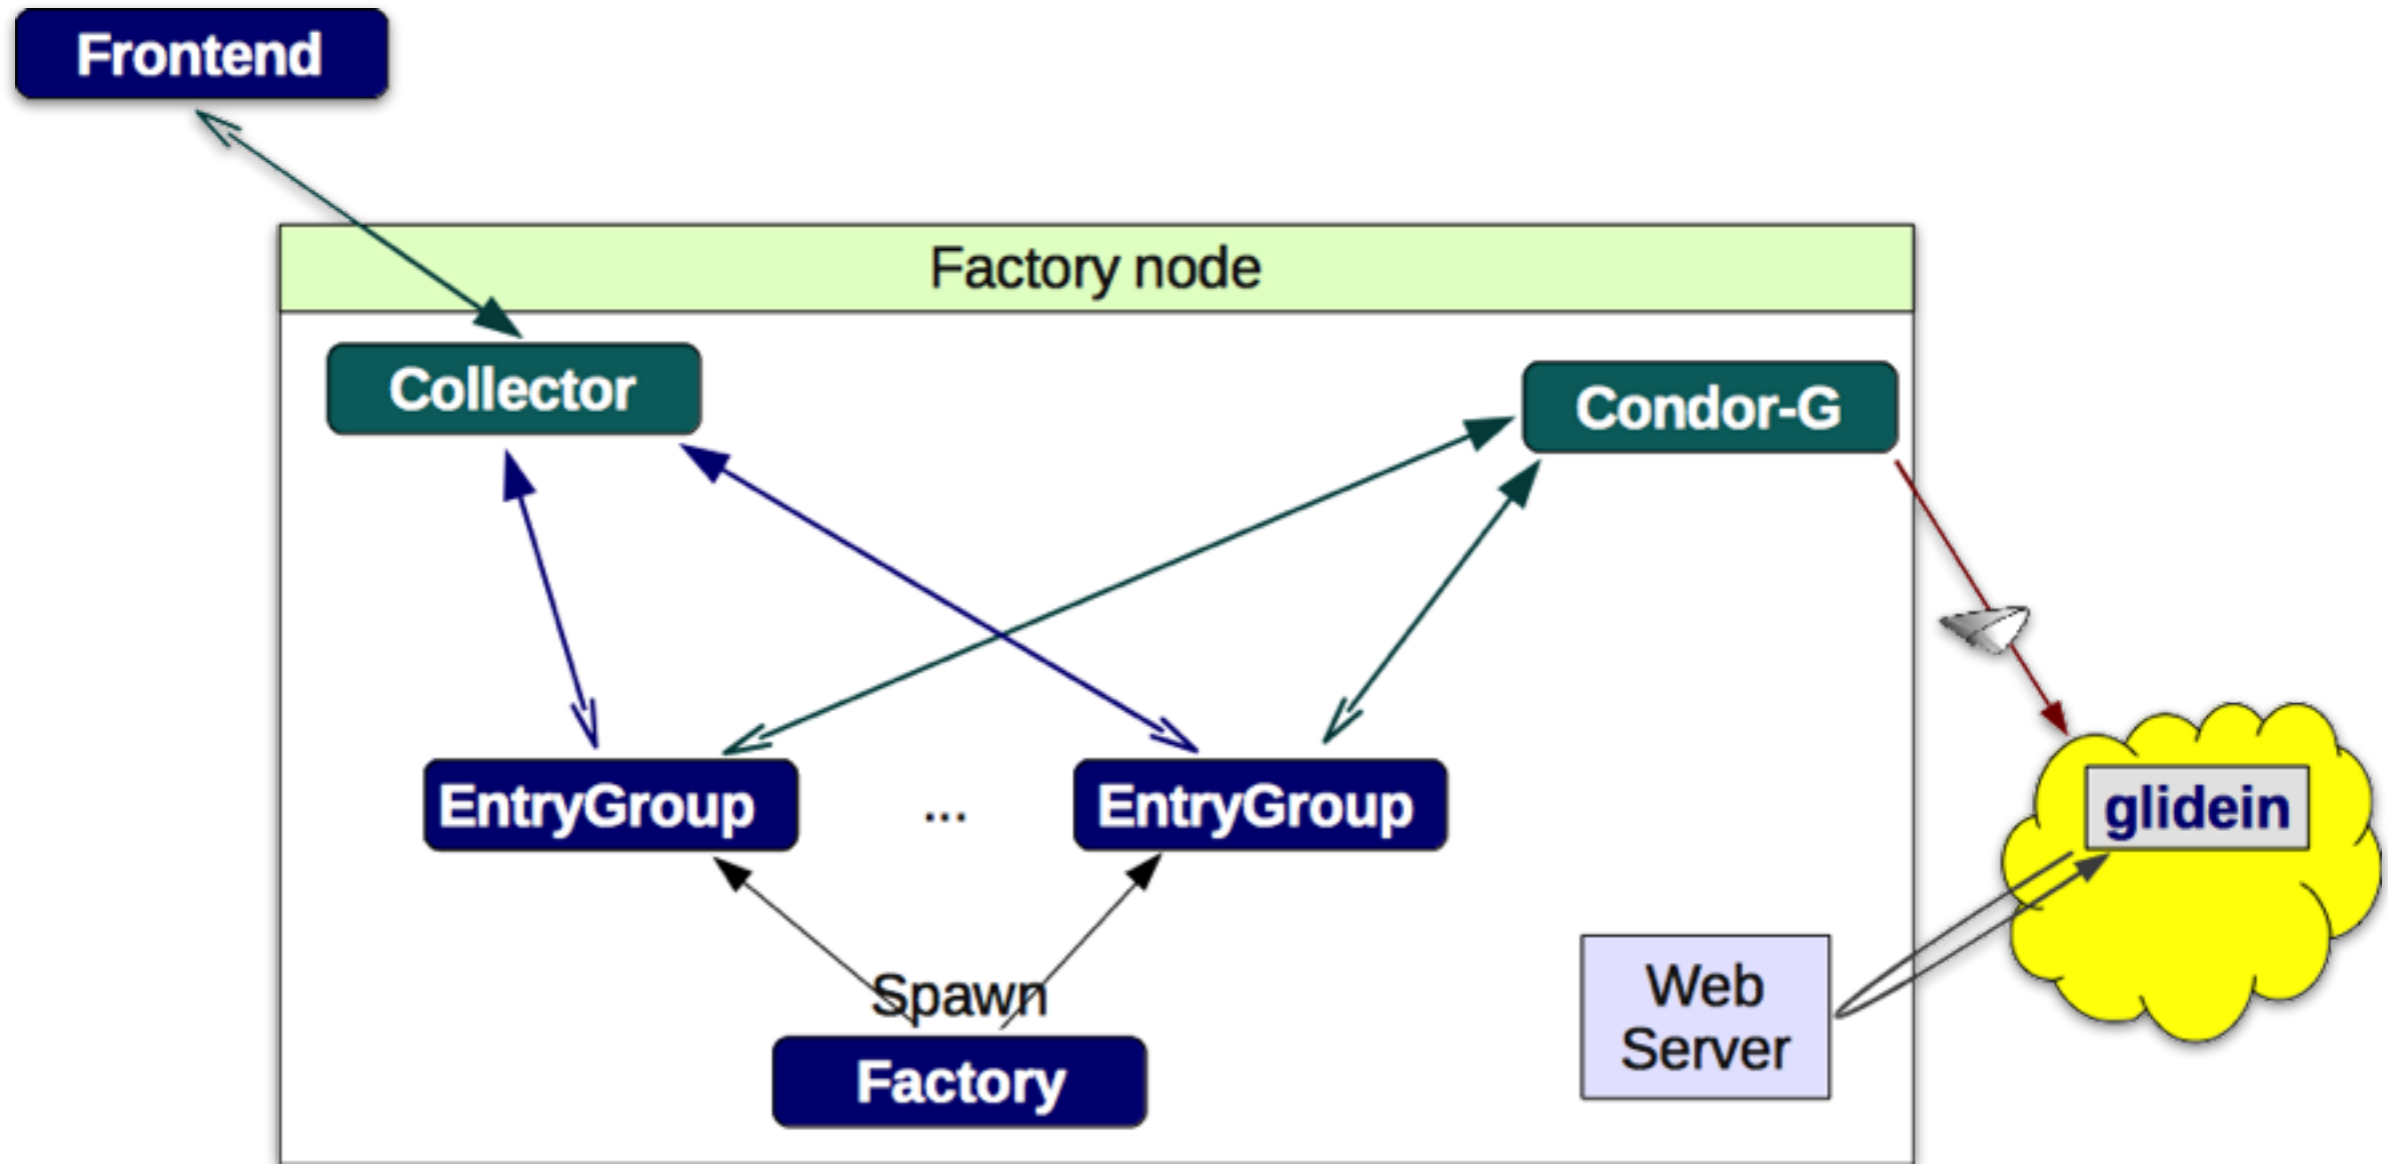 Frontend
Factory node
Collector
Condor-G
EntryGroup
...
EntryGroup
glidein
Spawn
Web
Server
Factory